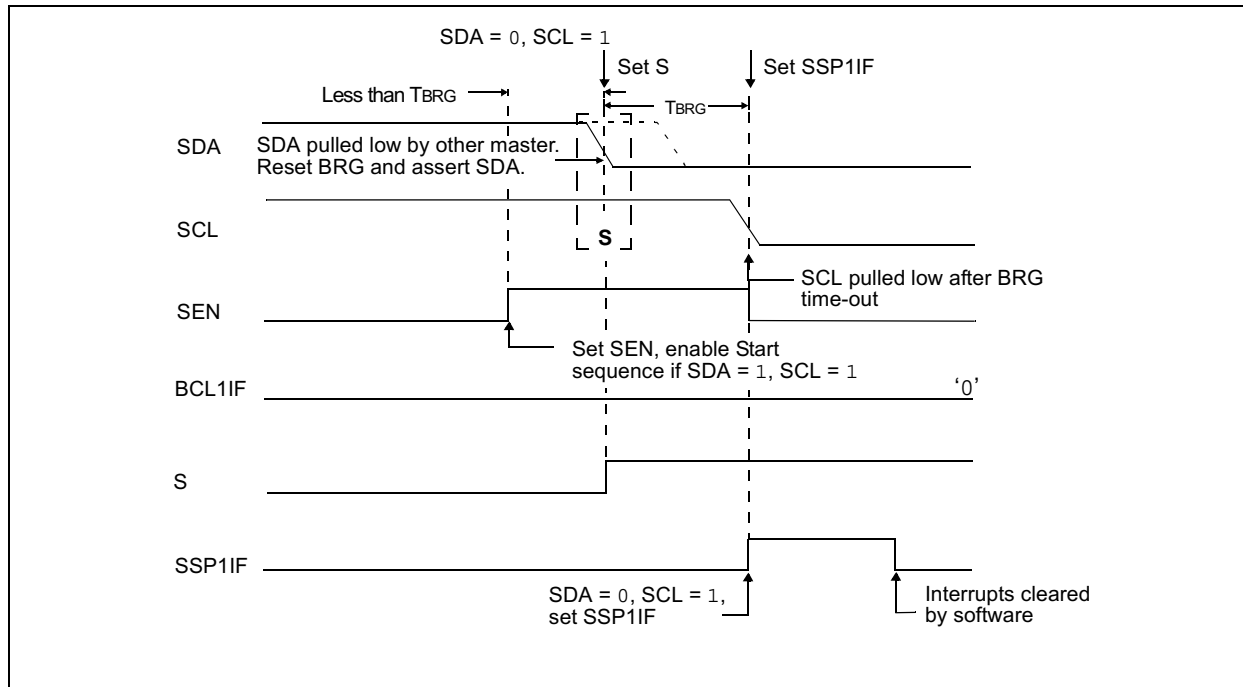 SDA = 0, SCL = 1
Set S
Set SSP1IF
Less than TBRG
TBRG
SDA
SDA pulled low by other master.
Reset BRG and assert SDA.
SCL
S
SCL pulled low after BRG
time-out
SEN
Set SEN, enable Start
sequence if SDA = 1, SCL = 1
BCL1IF
‘0’
S
SSP1IF
SDA = 0, SCL = 1,
set SSP1IF
Interrupts cleared
by software